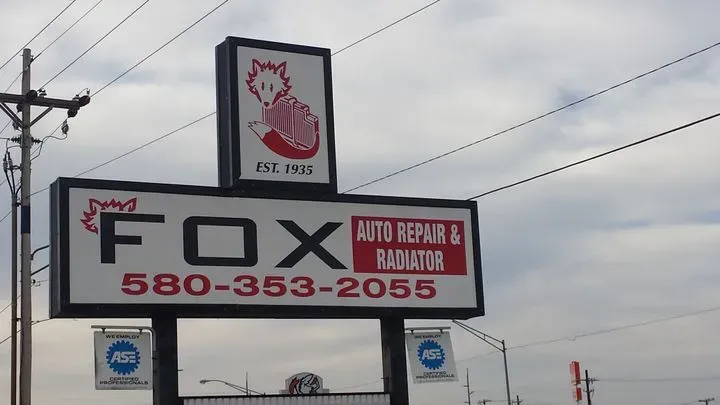 EST. 1935
FOX
AUTO REPAIR &
RADIATOR
580-353-2055
WE EMPLOY
ASE
CERTIFIED
PROFESSIONALS
WE EMPLOY
ASE
CERTIFIED
PROFESSIONALS